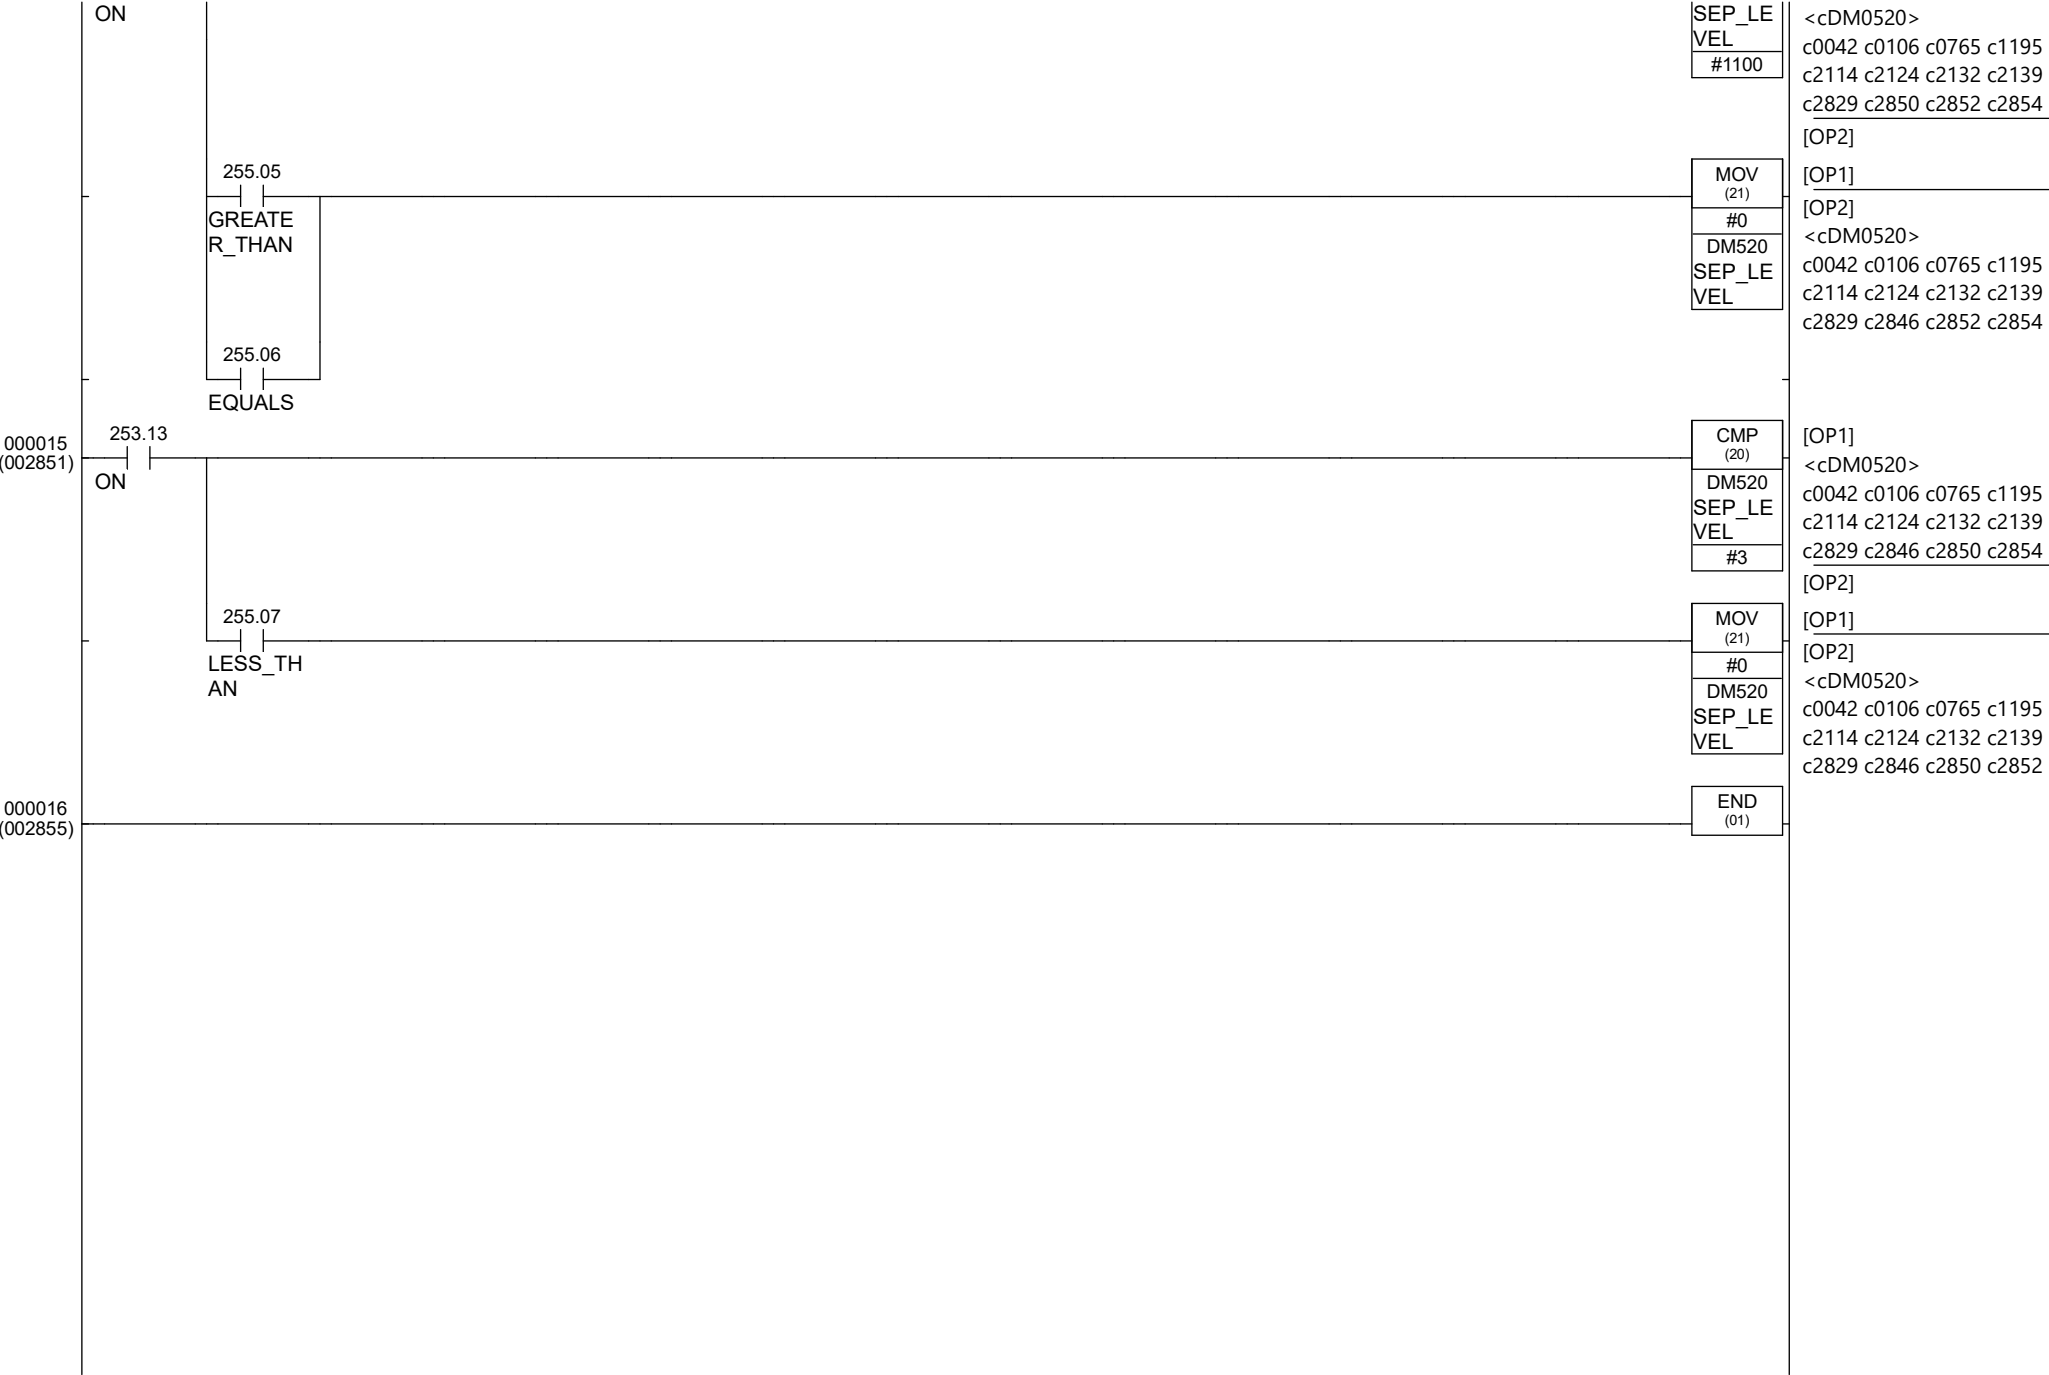 ON
SEP_LE
VEL
#1100
<cDM0520>
c0042 c0106 c0765 c1195
c2114 c2124 c2132 c2139
c2829 c2850 c2852 c2854
[OP2]
255.05
GREATE
R_THAN
MOV
(21)
#0
DM520
SEP_LE
VEL
[OP1]
[OP2]
<cDM0520>
c0042 c0106 c0765 c1195
c2114 c2124 c2132 c2139
c2829 c2846 c2852 c2854
255.06
EQUALS
000015
(002851)
253.13
ON
CMP
(20)
DM520
SEP_LE
VEL
#3
[OP1]
<cDM0520>
c0042 c0106 c0765 c1195
c2114 c2124 c2132 c2139
c2829 c2846 c2850 c2854
[OP2]
255.07
LESS_TH
AN
MOV
(21)
#0
DM520
SEP_LE
VEL
[OP1]
[OP2]
<cDM0520>
c0042 c0106 c0765 c1195
c2114 c2124 c2132 c2139
c2829 c2846 c2850 c2852
000016
(002855)
END
(01)